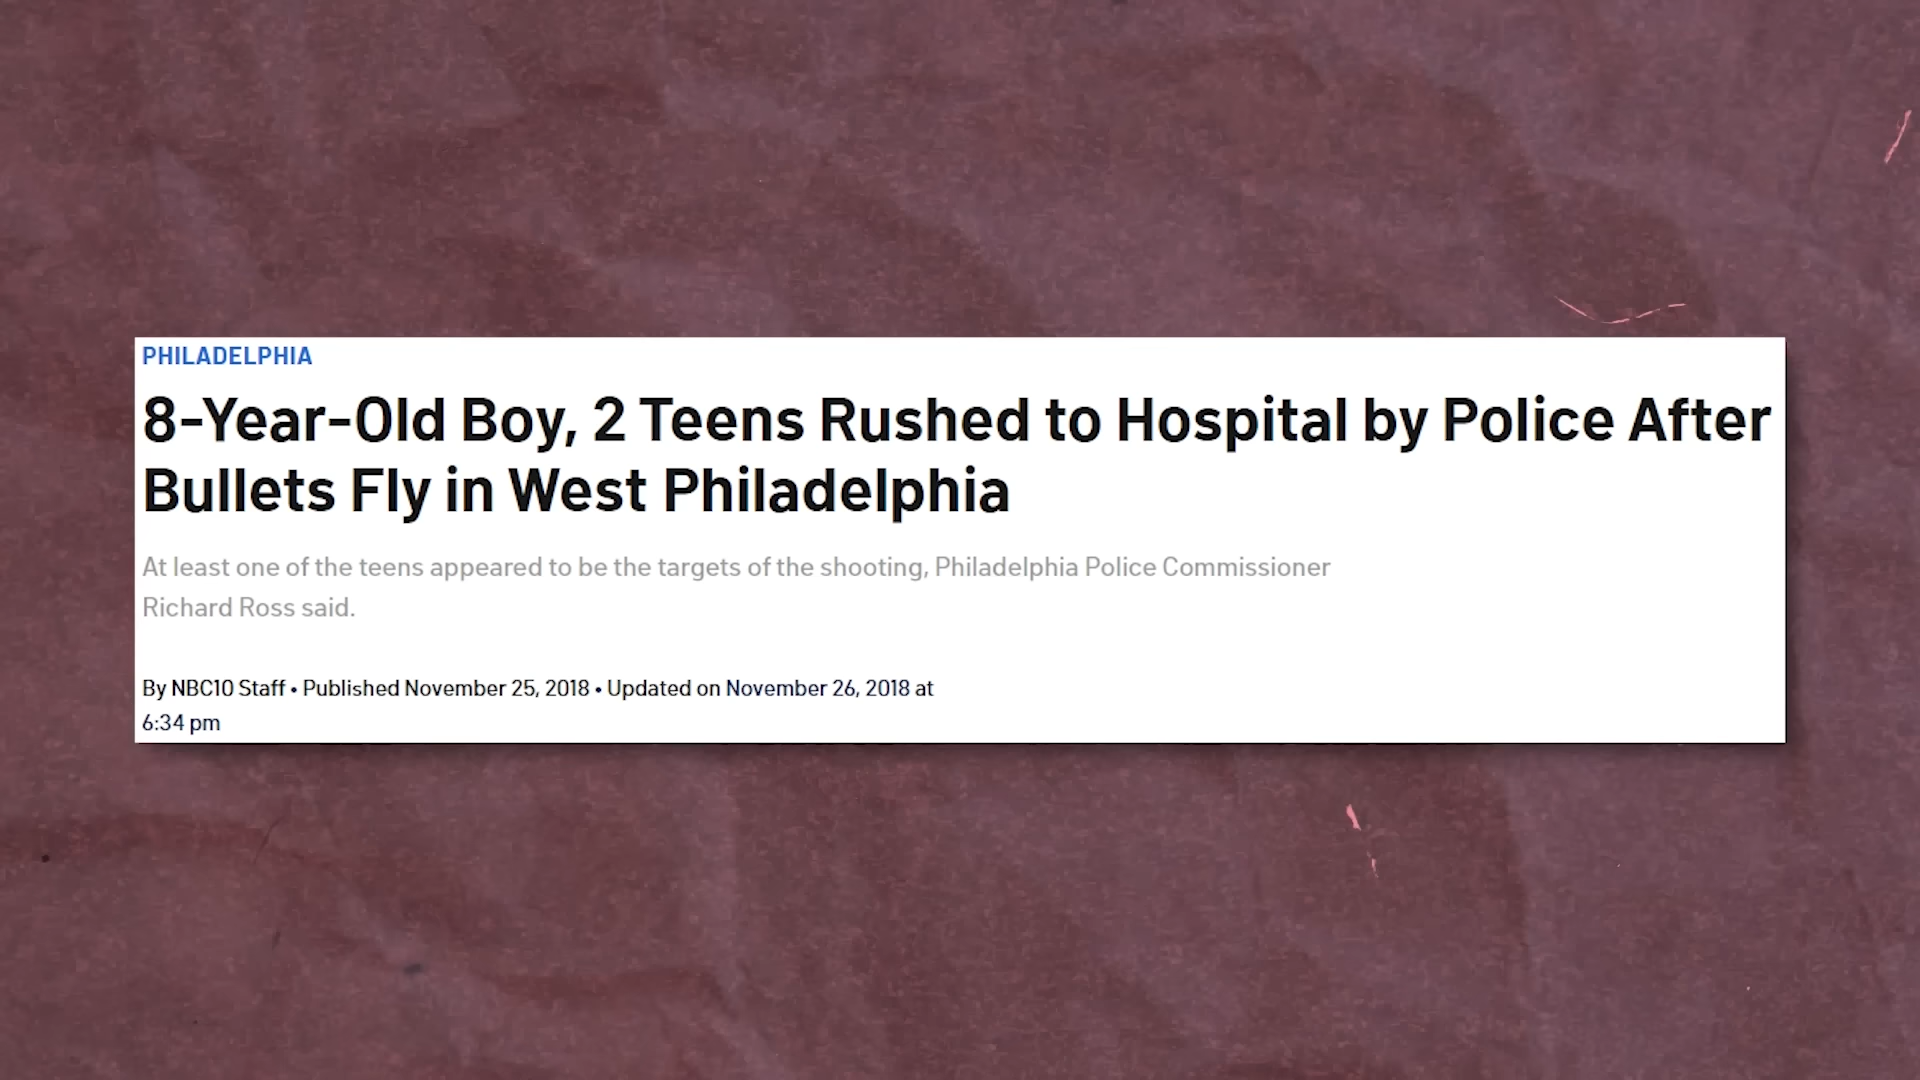 PHILADELPHIA
8-Year-Old Boy, 2 Teens Rushed to Hospital by Police After
Bullets Fly in West Philadelphia
At least one of the teens appeared to be the targets of the shooting, Philadelphia Police Commissioner
Richard Ross said.
By NBC10 Staff • Published November 25, 2018 • Updated on November 26, 2018 at
6:34 pm